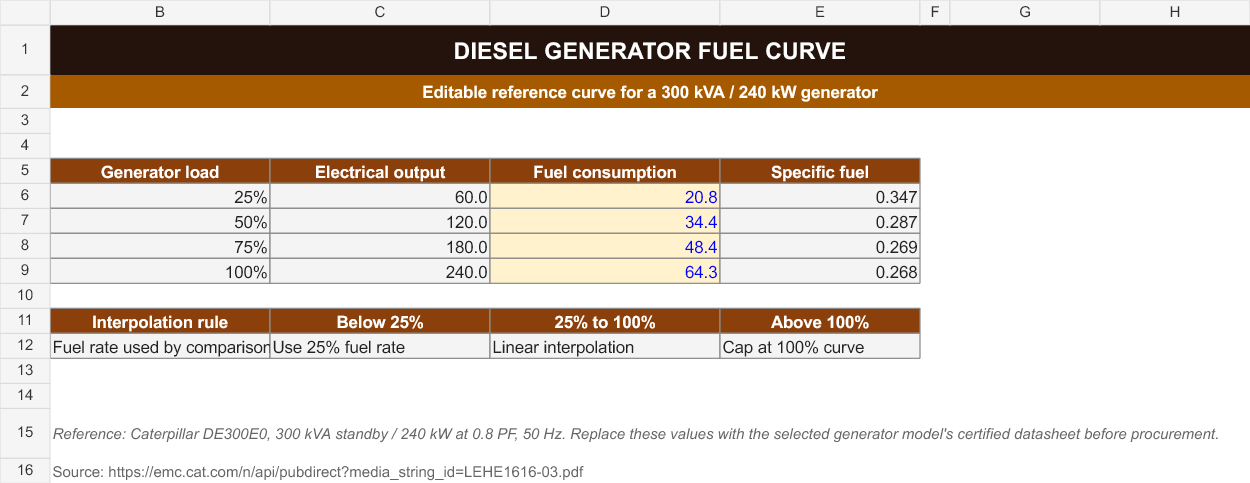 B C D E F G H
1 DIESEL GENERATOR FUEL CURVE
2 Editable reference curve for a 300 kVA / 240 kW generator
3
4
5 Generator load Electrical output Fuel consumption Specific fuel
6 25% 60.0 20.8 0.347
7 50% 120.0 34.4 0.287
8 75% 180.0 48.4 0.269
9 100% 240.0 64.3 0.268
10
11 Interpolation rule Below 25% 25% to 100% Above 100%
12 Fuel rate used by comparison Use 25% fuel rate Linear interpolation Cap at 100% curve
13
14
15 Reference: Caterpillar DE300E0, 300 kVA standby / 240 kW at 0.8 PF, 50 Hz. Replace these values with the selected generator model's certified datasheet before procurement.
16 Source: https://emc.cat.com/n/api/pubdirect?media_string_id=LEHE1616-03.pdf